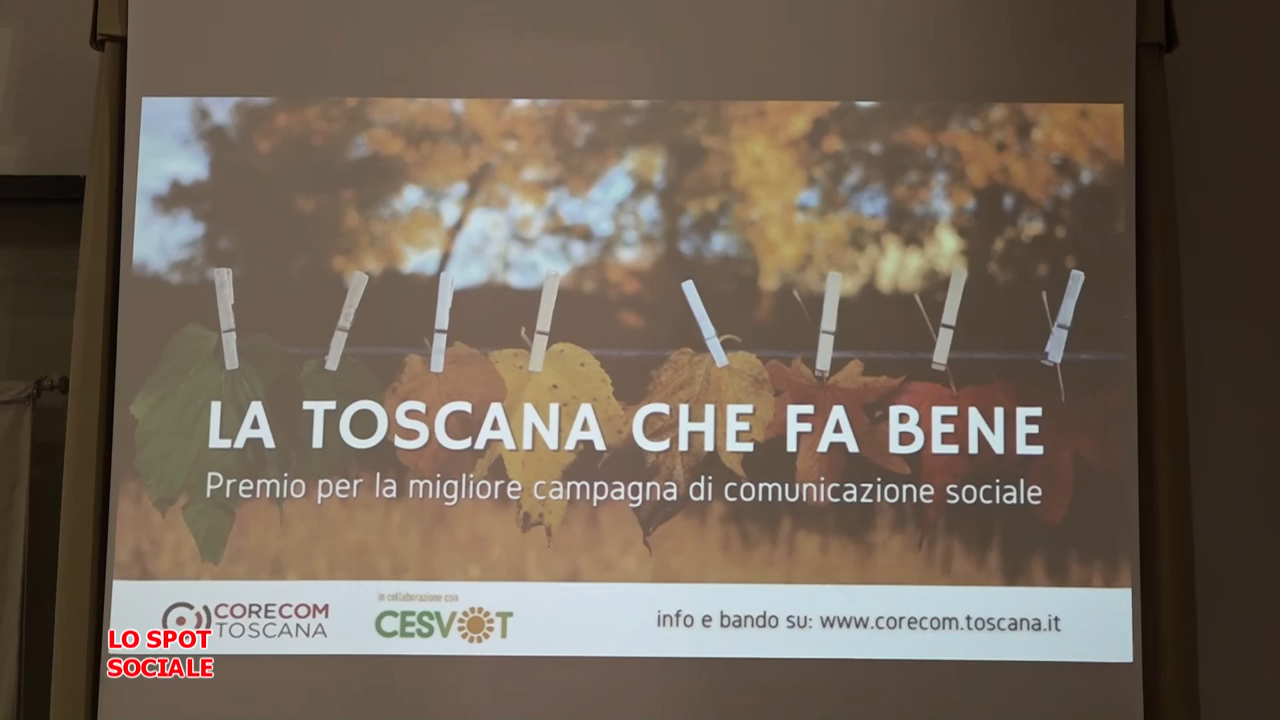 LA TOSCANA CHE FA BENE
Premio per la migliore campagna di comunicazione sociale
CORECOM
TOSCANA
in collaborazione con
CESVOT
info e bando su: www.corecom.toscana.it
LO SPOT
SOCIALE